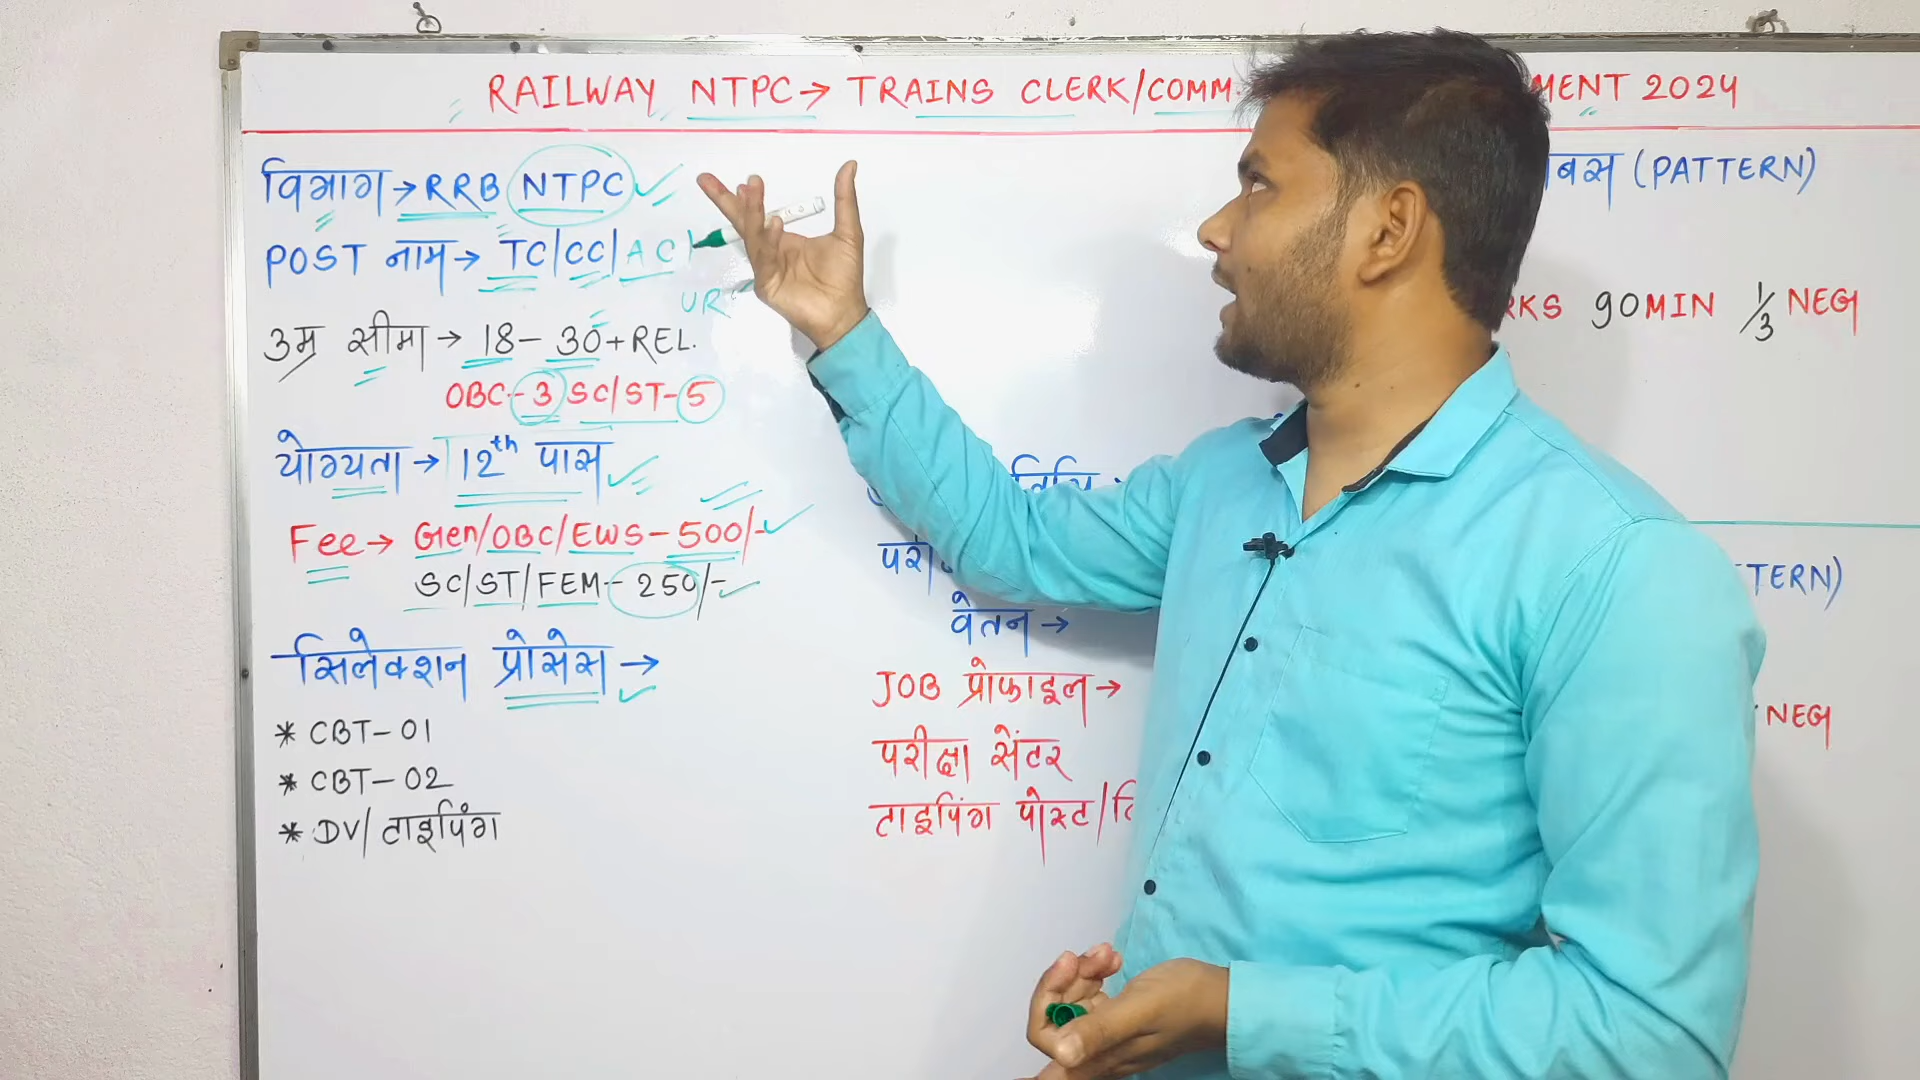 RAILWAY NTPC→ TRAINS CLERK/COMM. MENT 2024
विभाग→RRB NTPC
POST नाम→ TC/CC/AC/
UR
उम्र सीमा→ 18–30+REL.
OBC-3 SC/ST-5
योग्यता→ 12th पास
Fee→ Gen/OBC/EWS–500/-
SC/ST/FEM-250/-
सिलेक्शन प्रोसेस→
* CBT-01
* CBT-02
* DV/टाइपिंग
वेतन→
JOB प्रोफाइल→
परीक्षा सेंटर
टाइपिंग पोस्ट/
(PATTERN)
RKS 90MIN 1/3 NEG
TERN)
NEG